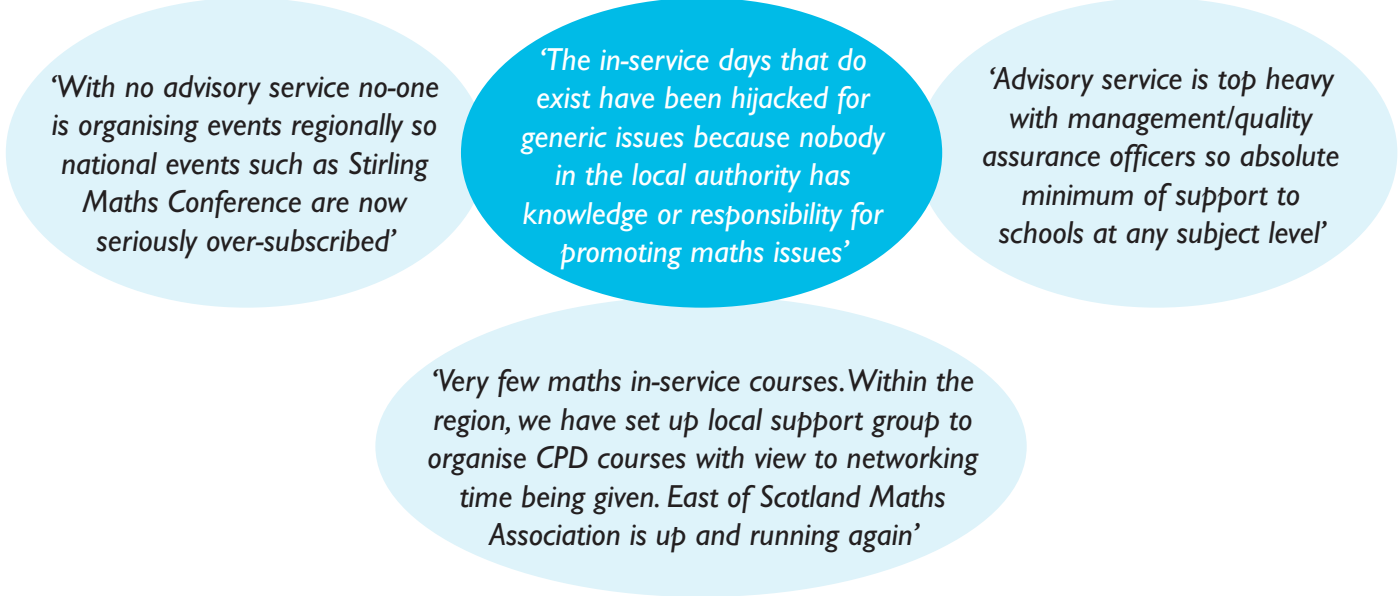 ‘With no advisory service no-one
is organising events regionally so
national events such as Stirling
Maths Conference are now
seriously over-subscribed’
‘The in-service days that do
exist have been hijacked for
generic issues because nobody
in the local authority has
knowledge or responsibility for
promoting maths issues’
‘Advisory service is top heavy
with management/quality
assurance officers so absolute
minimum of support to
schools at any subject level’
‘Very few maths in-service courses. Within the
region, we have set up local support group to
organise CPD courses with view to networking
time being given. East of Scotland Maths
Association is up and running again’